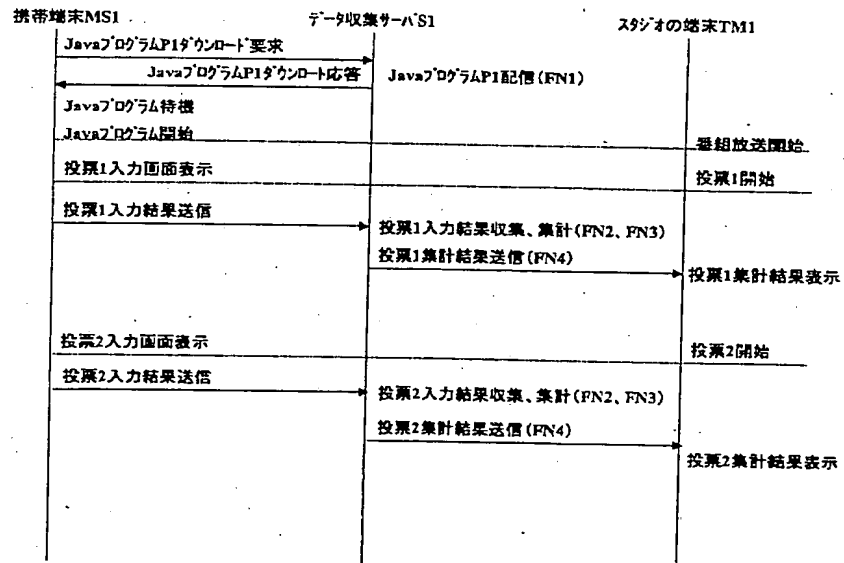 携帯端末MS1
データ収集サーバS1
スタジオの端末TM1
JavaプログラムP1ダウンロード要求
JavaプログラムP1ダウンロード応答
JavaプログラムP1配信(FN1)
Javaプログラム待機
Javaプログラム開始
番組放送開始
投票1入力画面表示
投票1開始
投票1入力結果送信
投票1入力結果収集、集計(FN2、FN3)
投票1集計結果送信(FN4)
投票1集計結果表示
投票2入力画面表示
投票2開始
投票2入力結果送信
投票2入力結果収集、集計(FN2、FN3)
投票2集計結果送信(FN4)
投票2集計結果表示